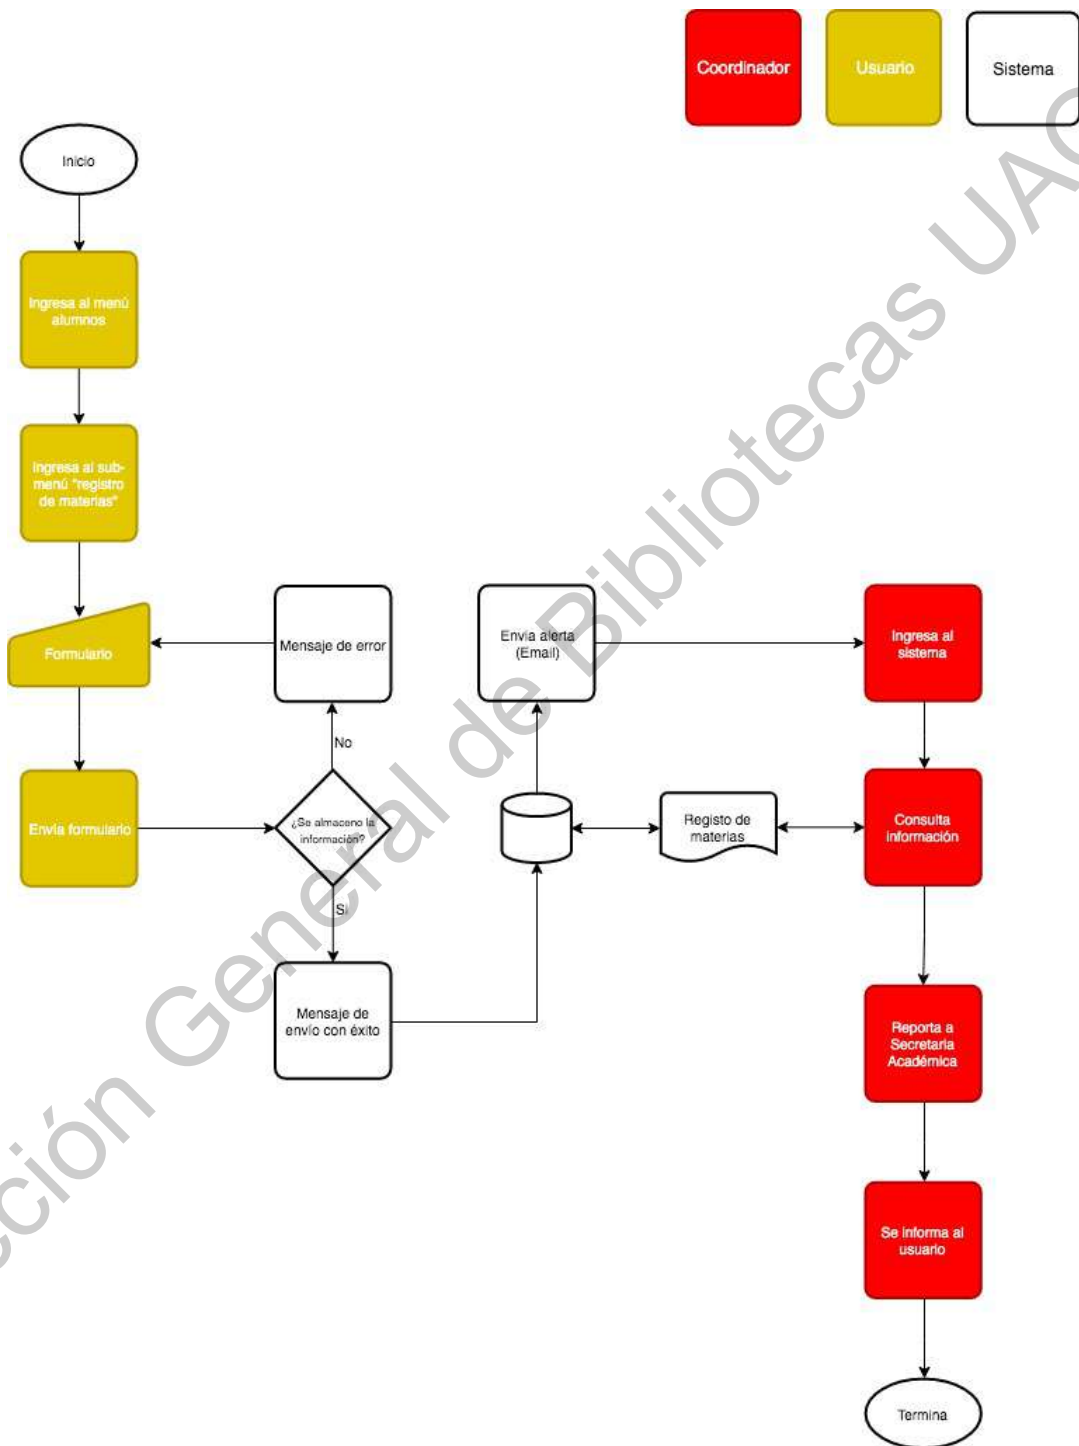 Coordinador
Usuario
Sistema
Inicio
Ingresa al menú
alumnos
Ingresa al sub-
menú "registro
de materias"
Formulario
Envía formulario
Mensaje de error
No
¿Se almaceno la
información?
Si
Mensaje de
envío con éxito
Envia alerta
(Email)
Registo de
materias
Ingresa al
sistema
Consulta
información
Reporta a
Secretaria
Académica
Se informa al
usuario
Termina
ción General de Bibliotecas UAQ